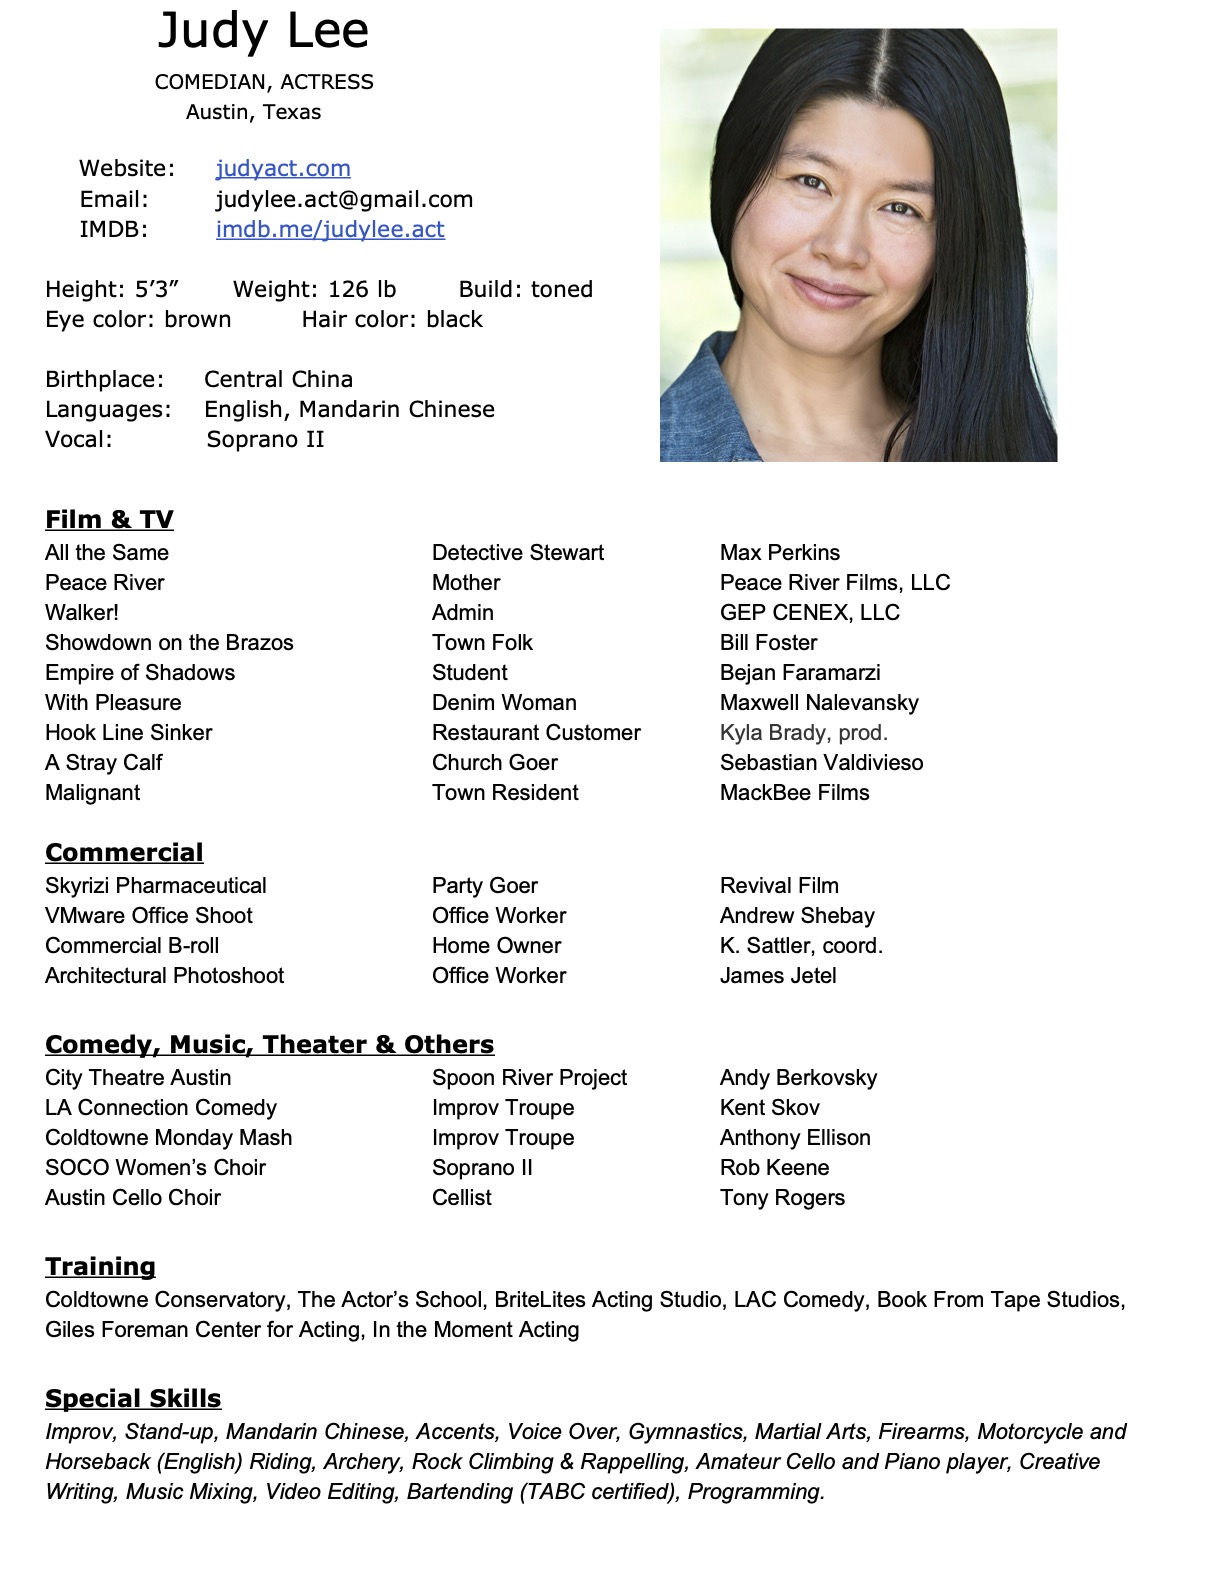 Judy Lee
COMEDIAN, ACTRESS
Austin, Texas
Website: judyact.com
Email: judylee.act@gmail.com
IMDB: imdb.me/judylee.act
Height: 5’3” Weight: 126 lb Build: toned
Eye color: brown Hair color: black
Birthplace: Central China
Languages: English, Mandarin Chinese
Vocal: Soprano II
Film & TV
All the Same Detective Stewart Max Perkins
Peace River Mother Peace River Films, LLC
Walker! Admin GEP CENEX, LLC
Showdown on the Brazos Town Folk Bill Foster
Empire of Shadows Student Bejan Faramarzi
With Pleasure Denim Woman Maxwell Nalevansky
Hook Line Sinker Restaurant Customer Kyla Brady, prod.
A Stray Calf Church Goer Sebastian Valdivieso
Malignant Town Resident MackBee Films
Commercial
Skyrizi Pharmaceutical Party Goer Revival Film
VMware Office Shoot Office Worker Andrew Shebay
Commercial B-roll Home Owner K. Sattler, coord.
Architectural Photoshoot Office Worker James Jetel
Comedy, Music, Theater & Others
City Theatre Austin Spoon River Project Andy Berkovsky
LA Connection Comedy Improv Troupe Kent Skov
Coldtowne Monday Mash Improv Troupe Anthony Ellison
SOCO Women’s Choir Soprano II Rob Keene
Austin Cello Choir Cellist Tony Rogers
Training
Coldtowne Conservatory, The Actor’s School, BriteLites Acting Studio, LAC Comedy, Book From Tape Studios,
Giles Foreman Center for Acting, In the Moment Acting
Special Skills
Improv, Stand-up, Mandarin Chinese, Accents, Voice Over, Gymnastics, Martial Arts, Firearms, Motorcycle and
Horseback (English) Riding, Archery, Rock Climbing & Rappelling, Amateur Cello and Piano player, Creative
Writing, Music Mixing, Video Editing, Bartending (TABC certified), Programming.